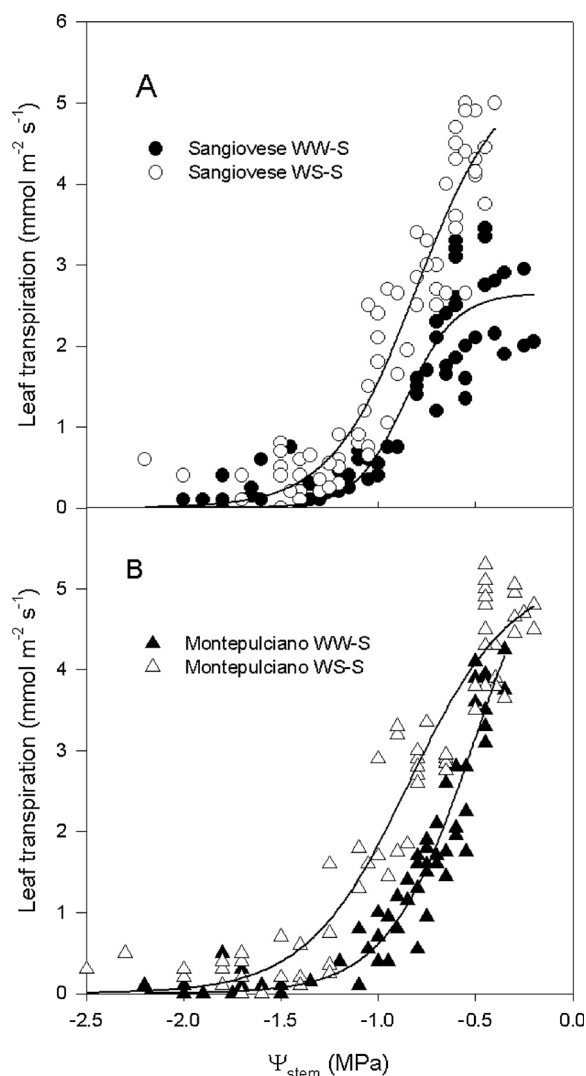 6
A
5
Sangiovese WW-S
Sangiovese WS-S
4
3
2
1
0
Leaf transpiration (mmol m⁻² s⁻¹)
B
5
Montepulciano WW-S
Montepulciano WS-S
4
3
2
1
0
Leaf transpiration (mmol m⁻² s⁻¹)
-2.5 -2.0 -1.5 -1.0 -0.5 0.0
Ψstem (MPa)